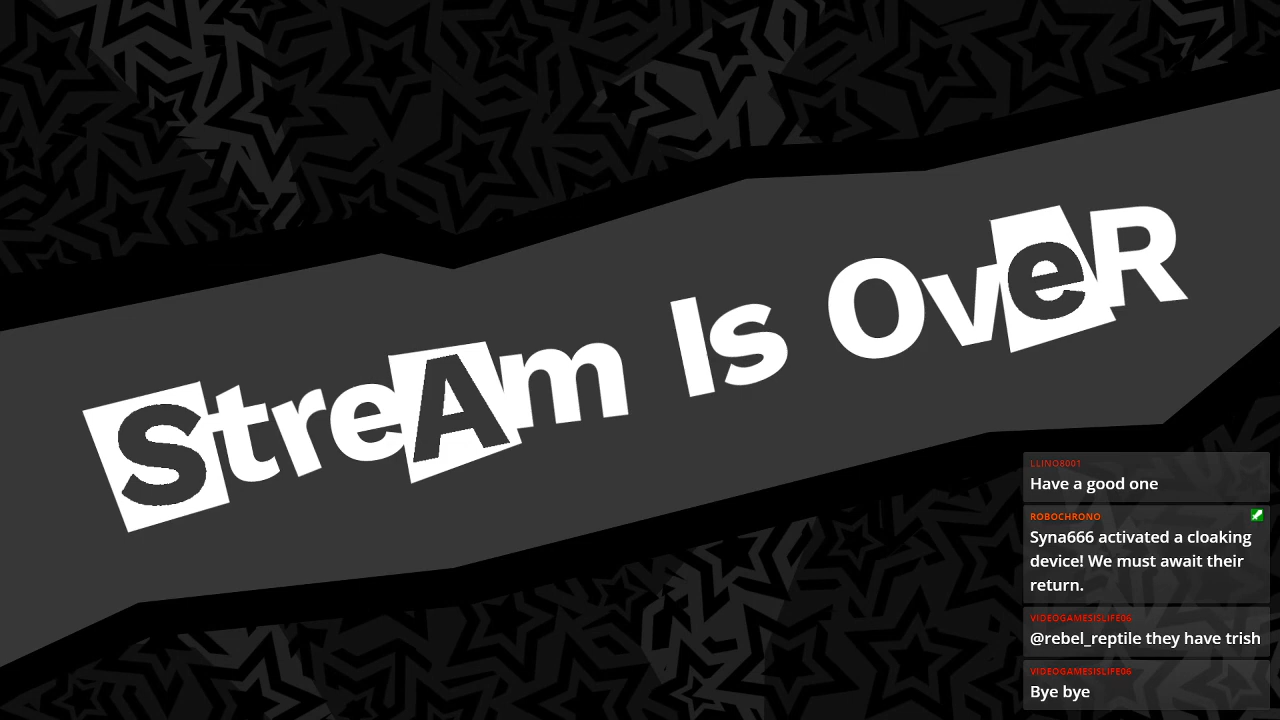 StreAm Is OveR
LLINO8001
Have a good one
ROBOCHRONO
Syna666 activated a cloaking
device! We must await their
return.
VIDEOGAMESISLIFE06
@rebel_reptile they have trish
VIDEOGAMESISLIFE06
Bye bye